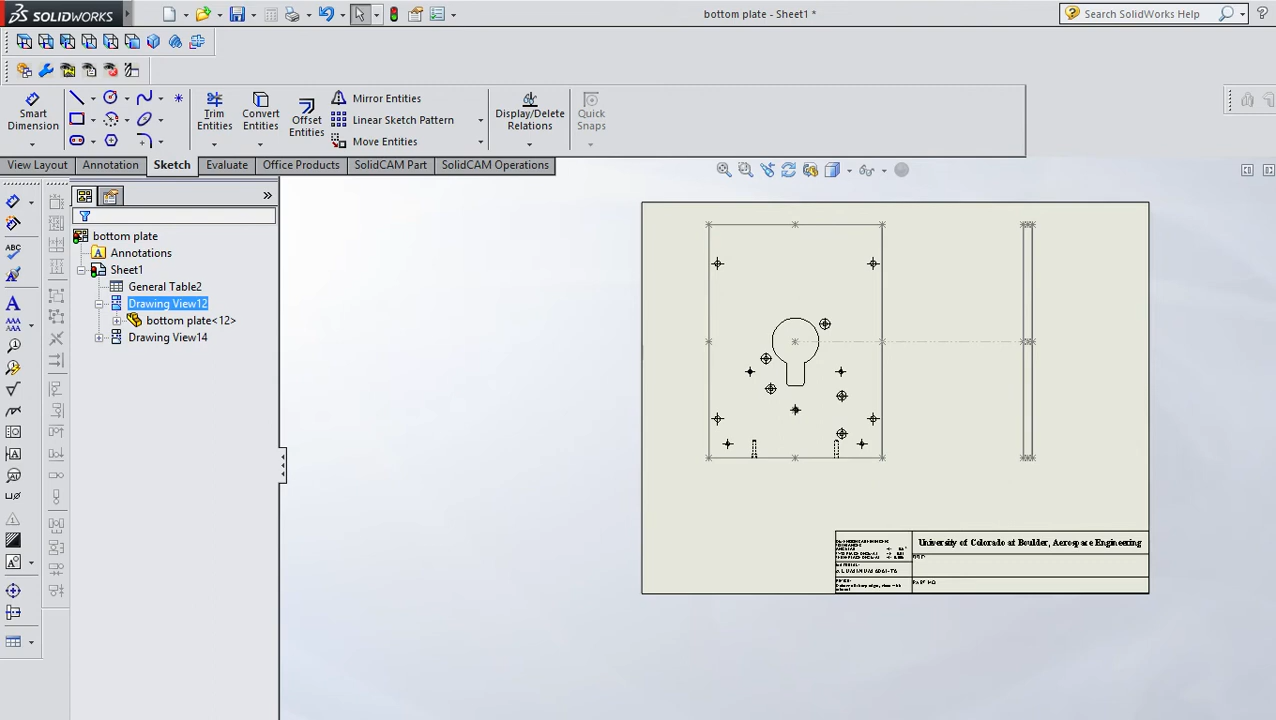 SOLIDWORKS
bottom plate - Sheet1 *
Search SolidWorks Help
Smart Dimension
Trim Entities
Convert Entities
Offset Entities
Mirror Entities
Linear Sketch Pattern
Move Entities
Display/Delete Relations
Quick Snaps
View Layout
Annotation
Sketch
Evaluate
Office Products
SolidCAM Part
SolidCAM Operations
bottom plate
Annotations
Sheet1
General Table2
Drawing View12
bottom plate<12>
Drawing View14
University of Colorado at Boulder, Aerospace Engineering